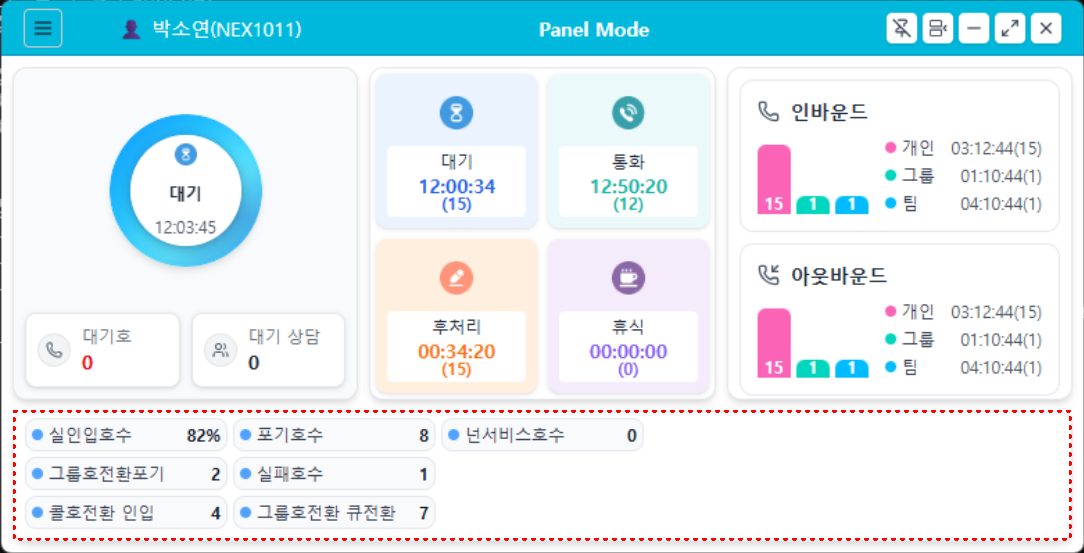 박소연(NEX1011)
Panel Mode
대기
12:03:45
대기호
0
대기 상담
0
대기
12:00:34
(15)
통화
12:50:20
(12)
후처리
00:34:20
(15)
휴식
00:00:00
(0)
인바운드
15
1
1
개인 03:12:44(15)
그룹 01:10:44(1)
팀 04:10:44(1)
아웃바운드
15
1
1
개인 03:12:44(15)
그룹 01:10:44(1)
팀 04:10:44(1)
실인입호수 82%
포기호수 8
넌서비스호수 0
그룹호전환포기 2
실패호수 1
콜호전환 인입 4
그룹호전환 큐전환 7